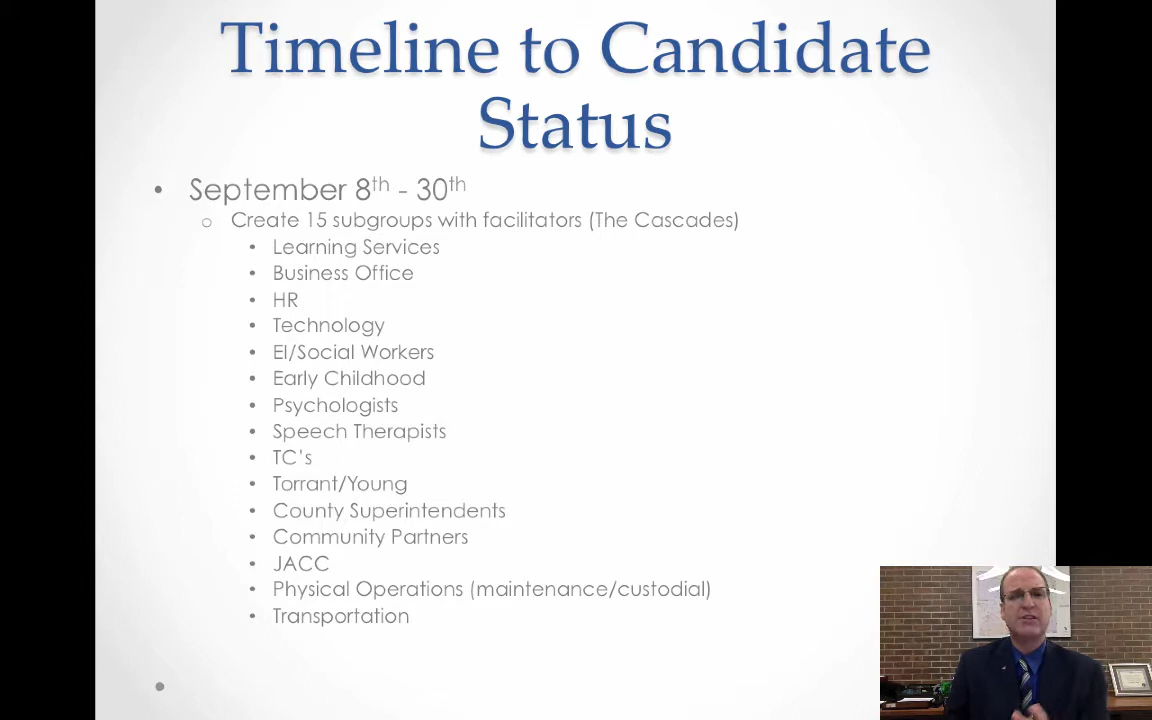 Timeline to Candidate
Status
• September 8th - 30th
o Create 15 subgroups with facilitators (The Cascades)
• Learning Services
• Business Office
• HR
• Technology
• EI/Social Workers
• Early Childhood
• Psychologists
• Speech Therapists
• TC's
• Torrant/Young
• County Superintendents
• Community Partners
• JACC
• Physical Operations (maintenance/custodial)
• Transportation
•